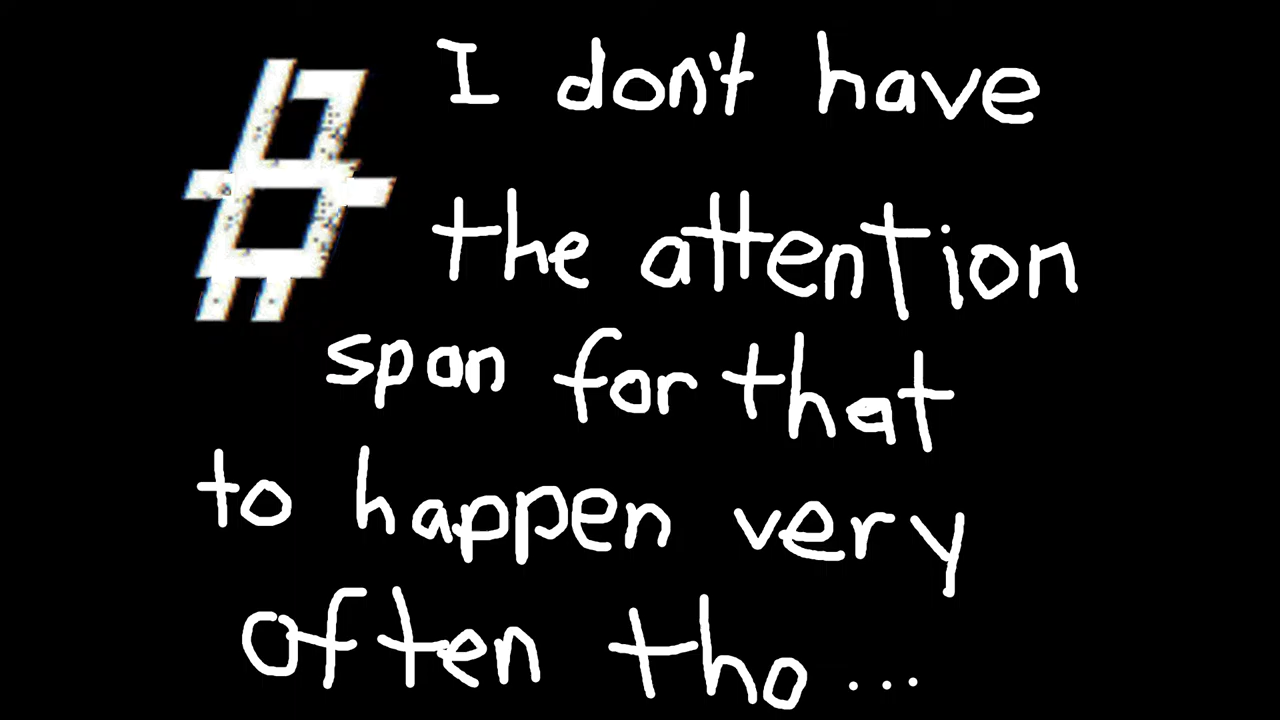 # I don't have
the attention
span for that
to happen very
often tho...